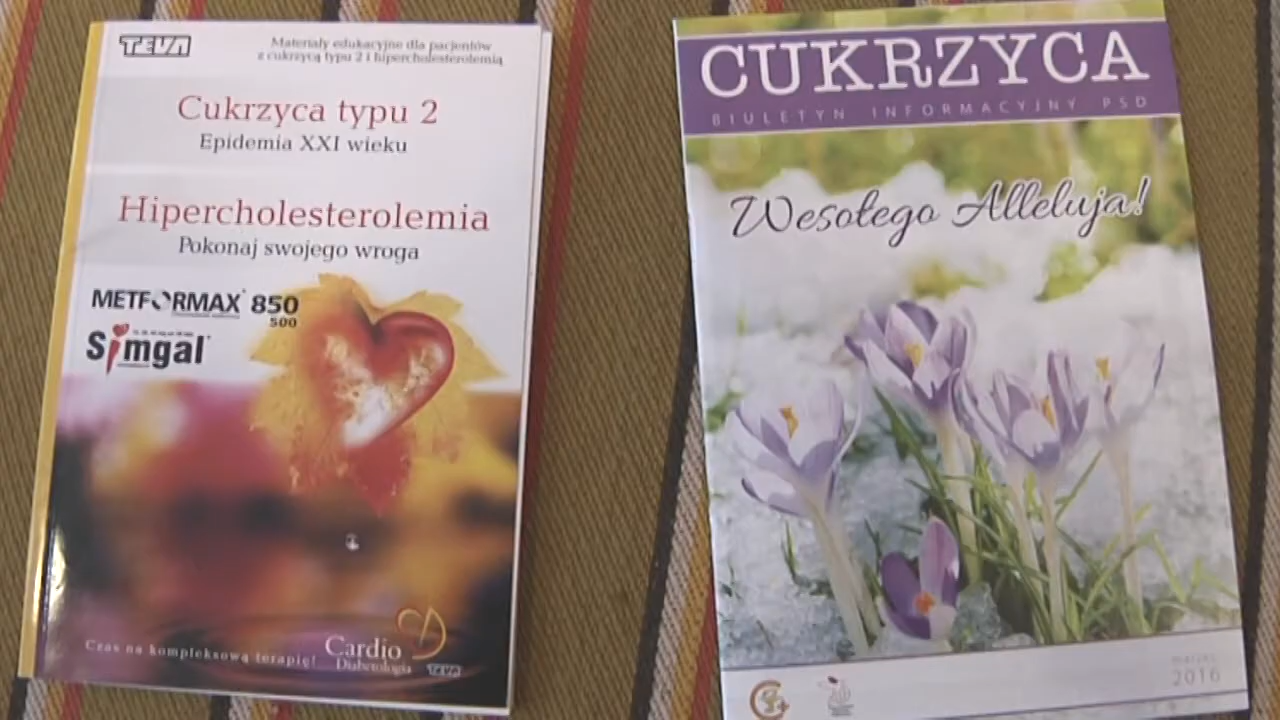 TEVA
Materiały edukacyjne dla pacjentów
z cukrzycą typu 2 i hipercholesterolemią
Cukrzyca typu 2
Epidemia XXI wieku
Hipercholesterolemia
Pokonaj swojego wroga
METFORMAX 850
500
Simgal
Czas na kompleksową terapię!
Cardio
Diabetologia
TEVA
CUKRZYCA
BIULETYN INFORMACYJNY PSD
Wesołego Alleluja!
marzec
2016